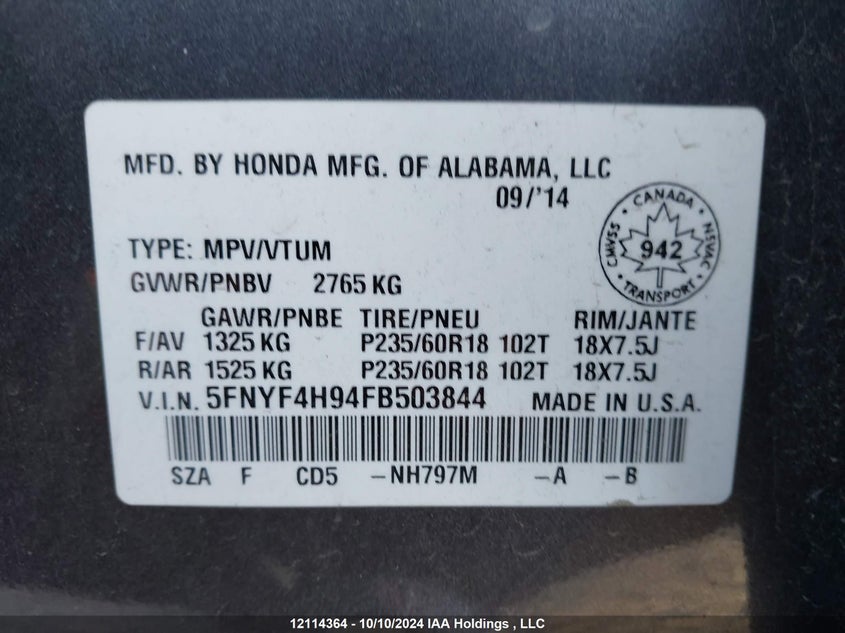 MFD. BY HONDA MFG. OF ALABAMA, LLC
09/'14
CANADA
CMVSS 942 NSVAC
TRANSPORT
TYPE: MPV/VTUM
GVWR/PNBV 2765 KG
GAWR/PNBE TIRE/PNEU RIM/JANTE
F/AV 1325 KG P235/60R18 102T 18X7.5J
R/AR 1525 KG P235/60R18 102T 18X7.5J
V.I.N. 5FNYF4H94FB503844 MADE IN U.S.A.
SZA F CD5 -NH797M -A -B
12114364 - 10/10/2024 IAA Holdings , LLC